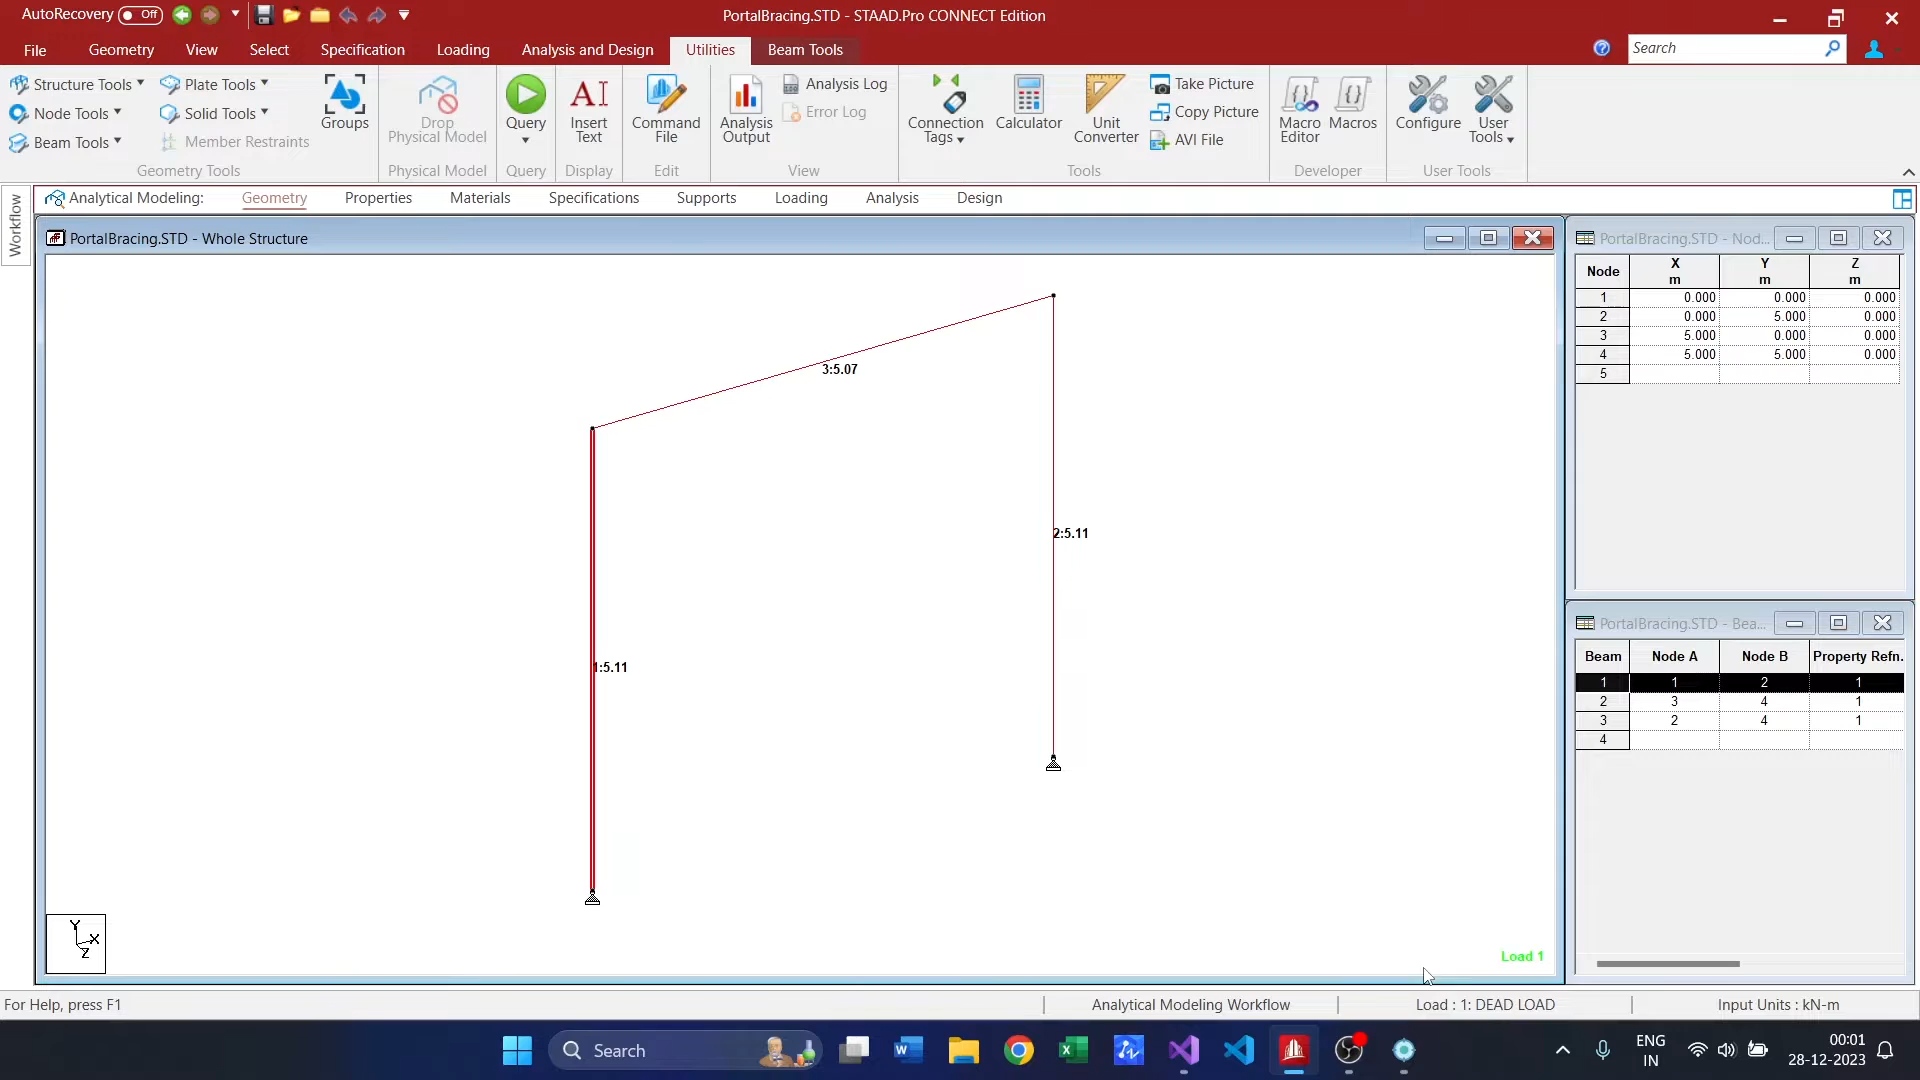 AutoRecovery Off
PortalBracing.STD - STAAD.Pro CONNECT Edition
File Geometry View Select Specification Loading Analysis and Design Utilities Beam Tools
Search
Structure Tools Plate Tools
Node Tools Solid Tools
Beam Tools Member Restraints
Groups
Geometry Tools
Drop
Physical Model
Physical Model
Query
Query
Insert
Text
Display
Command
File
Edit
Analysis
Output
Analysis Log
Error Log
View
Connection
Tags
Calculator
Unit
Converter
Take Picture
Copy Picture
AVI File
Tools
Macro
Editor
Macros
Developer
Configure
User
Tools
User Tools
Workflow
Analytical Modeling: Geometry Properties Materials Specifications Supports Loading Analysis Design
PortalBracing.STD - Whole Structure
3:5.07
2:5.11
1:5.11
Y
X
Z
Load 1
PortalBracing.STD - Nod...
Node X Y Z
m m m
1 0.000 0.000 0.000
2 0.000 5.000 0.000
3 5.000 0.000 0.000
4 5.000 5.000 0.000
5
PortalBracing.STD - Bea...
Beam Node A Node B Property Refn.
1 1 2 1
2 3 4 1
3 2 4 1
4
For Help, press F1
Analytical Modeling Workflow
Load : 1: DEAD LOAD
Input Units : kN-m
Search
ENG
IN
00:01
28-12-2023